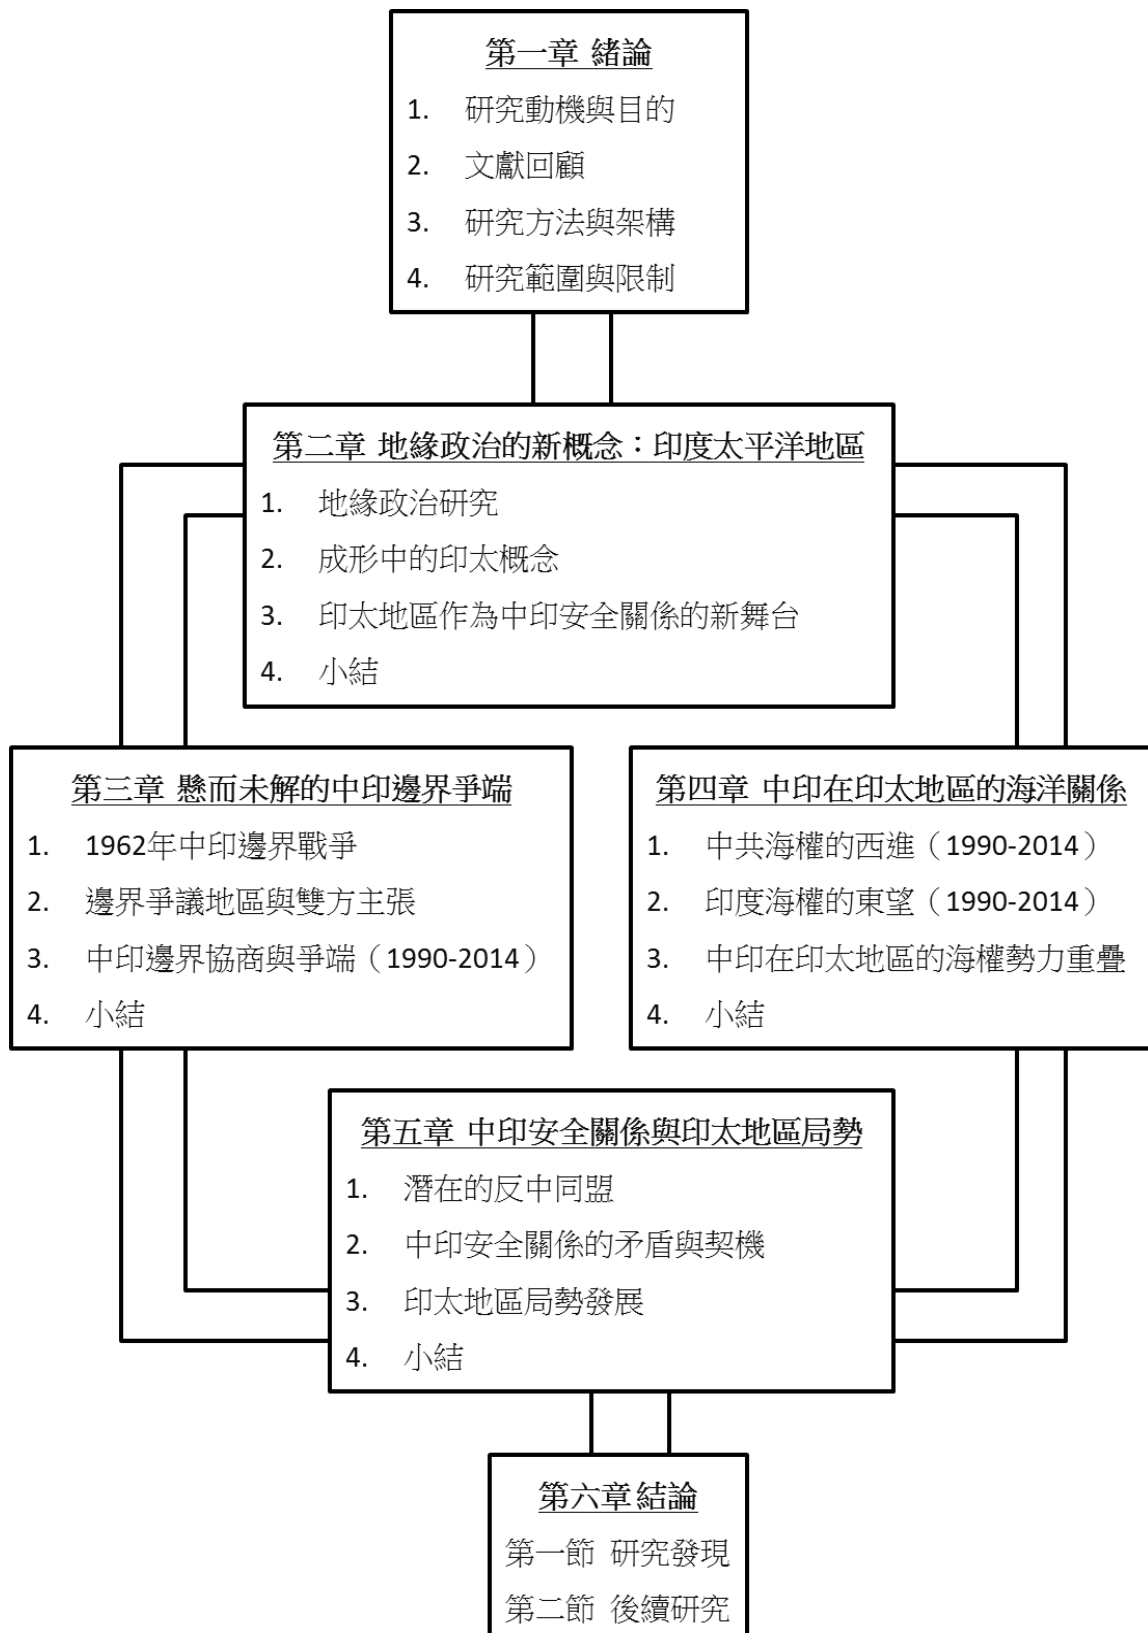 第一章 緒論
1. 研究動機與目的
2. 文獻回顧
3. 研究方法與架構
4. 研究範圍與限制
第二章 地緣政治的新概念：印度太平洋地區
1. 地緣政治研究
2. 成形中的印太概念
3. 印太地區作為中印安全關係的新舞台
4. 小結
第三章 懸而未解的中印邊界爭端
1. 1962年中印邊界戰爭
2. 邊界爭議地區與雙方主張
3. 中印邊界協商與爭端（1990-2014）
4. 小結
第四章 中印在印太地區的海洋關係
1. 中共海權的西進（1990-2014）
2. 印度海權的東望（1990-2014）
3. 中印在印太地區的海權勢力重疊
4. 小結
第五章 中印安全關係與印太地區局勢
1. 潛在的反中同盟
2. 中印安全關係的矛盾與契機
3. 印太地區局勢發展
4. 小結
第六章 結論
第一節 研究發現
第二節 後續研究